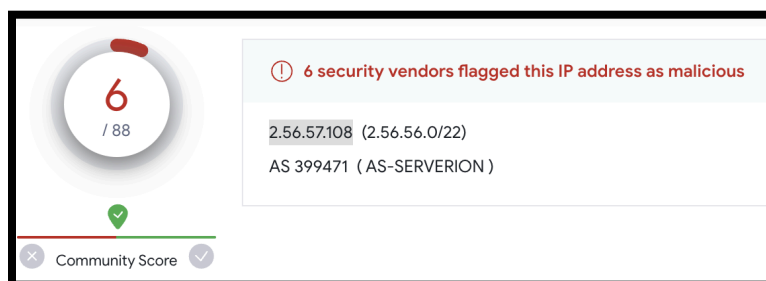 6
/ 88
Community Score
6 security vendors flagged this IP address as malicious
2.56.57.108 (2.56.56.0/22)
AS 399471 ( AS-SERVERION )